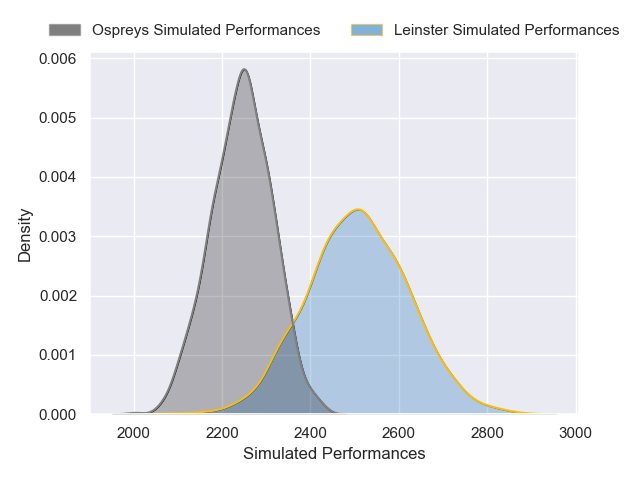 Ospreys Simulated Performances Leinster Simulated Performances
0.006
0.005
0.004
0.003
0.002
0.001
0.000
Density
2000 2200 2400 2600 2800 3000
Simulated Performances